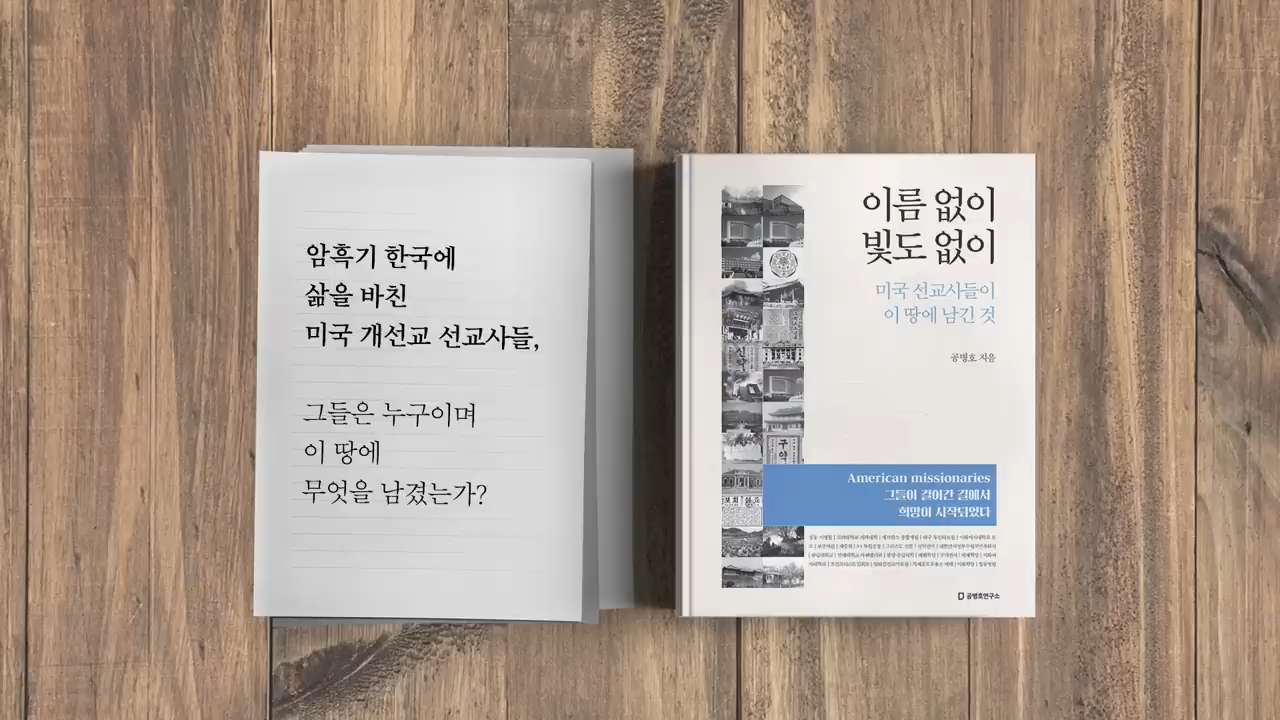 암흑기 한국에
삶을 바친
미국 개선교 선교사들,
그들은 누구이며
이 땅에
무엇을 남겼는가?
이름 없이
빛도 없이
미국 선교사들이
이 땅에 남긴 것
공병호 지음
American missionaries
그들이 걸어간 길에서
희망이 시작되었다
공병호연구소